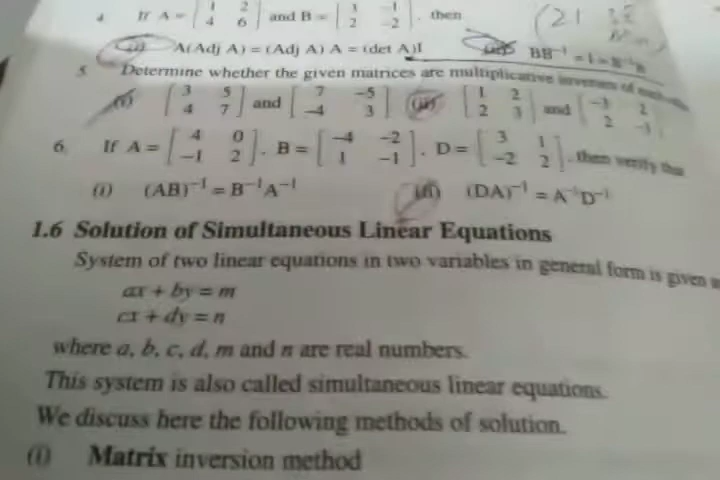 4. If A = [1 2 4 6] and B = [3 -1 2 -2], then
A(Adj A) = (Adj A) A = (det A)I (iii) BB⁻¹ = I = B⁻¹B
5. Determine whether the given matrices are multiplicative inverses of
(i) [3 5 4 7] and [7 -5 -4 3] (ii) [1 2 2 3] and [-3 2 2 -1]
6. If A = [4 0 -1 2], B = [-4 -2 1 -1], D = [3 1 -2 2], then verify that
(i) (AB)⁻¹ = B⁻¹A⁻¹ (ii) (DA)⁻¹ = A⁻¹D⁻¹
1.6 Solution of Simultaneous Linear Equations
System of two linear equations in two variables in general form is given
ax + by = m
cx + dy = n
where a, b, c, d, m and n are real numbers.
This system is also called simultaneous linear equations.
We discuss here the following methods of solution.
(i) Matrix inversion method